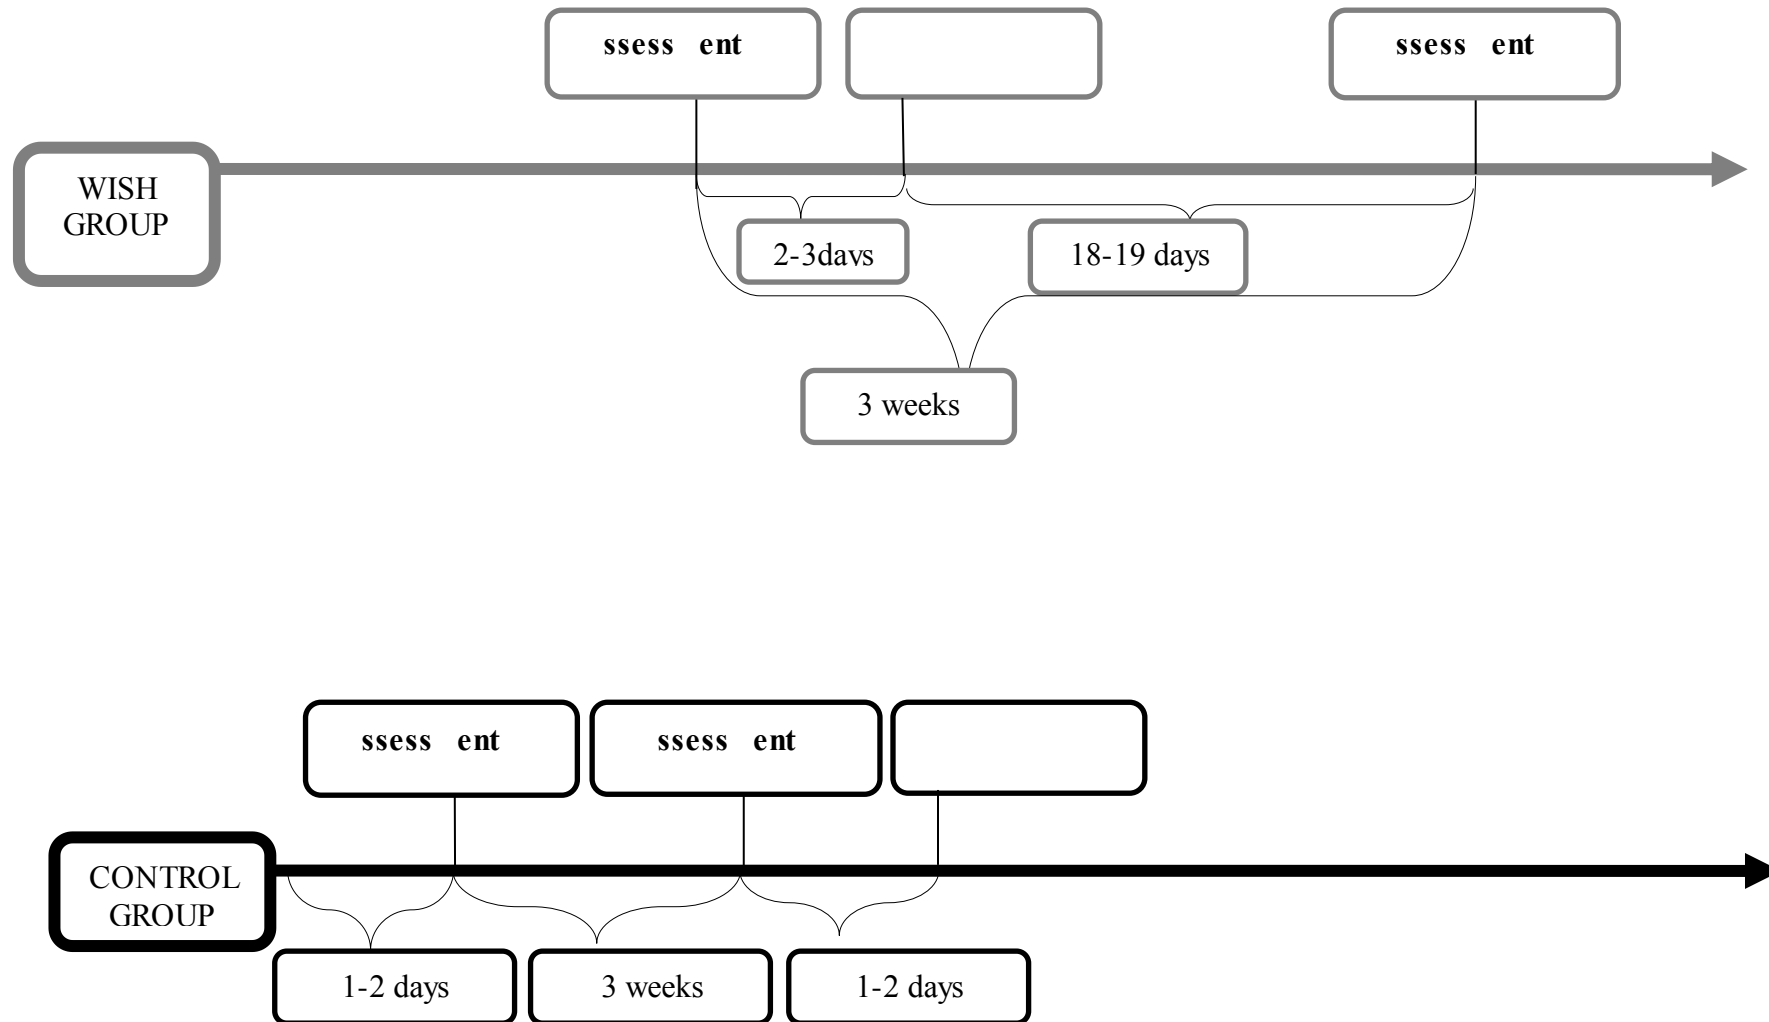 ssess ent
ssess ent
WISH
GROUP
2-3days
18-19 days
3 weeks
ssess ent
ssess ent
CONTROL
GROUP
1-2 days
3 weeks
1-2 days